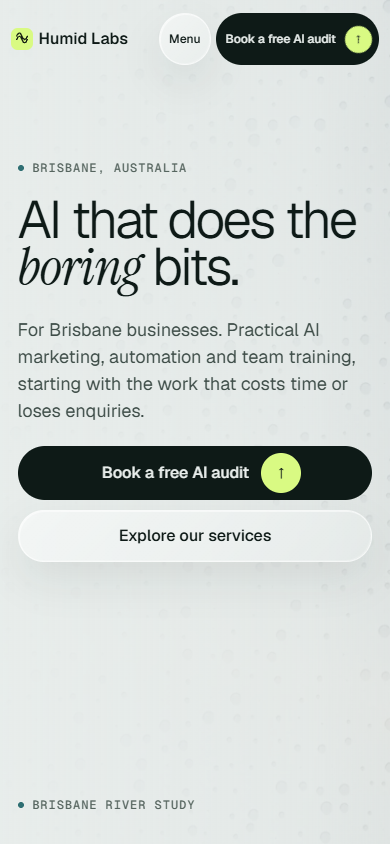 Humid Labs
Menu
Book a free AI audit ↑
BRISBANE, AUSTRALIA
AI that does the
boring bits.
For Brisbane businesses. Practical AI
marketing, automation and team training,
starting with the work that costs time or
loses enquiries.
Book a free AI audit ↑
Explore our services
BRISBANE RIVER STUDY